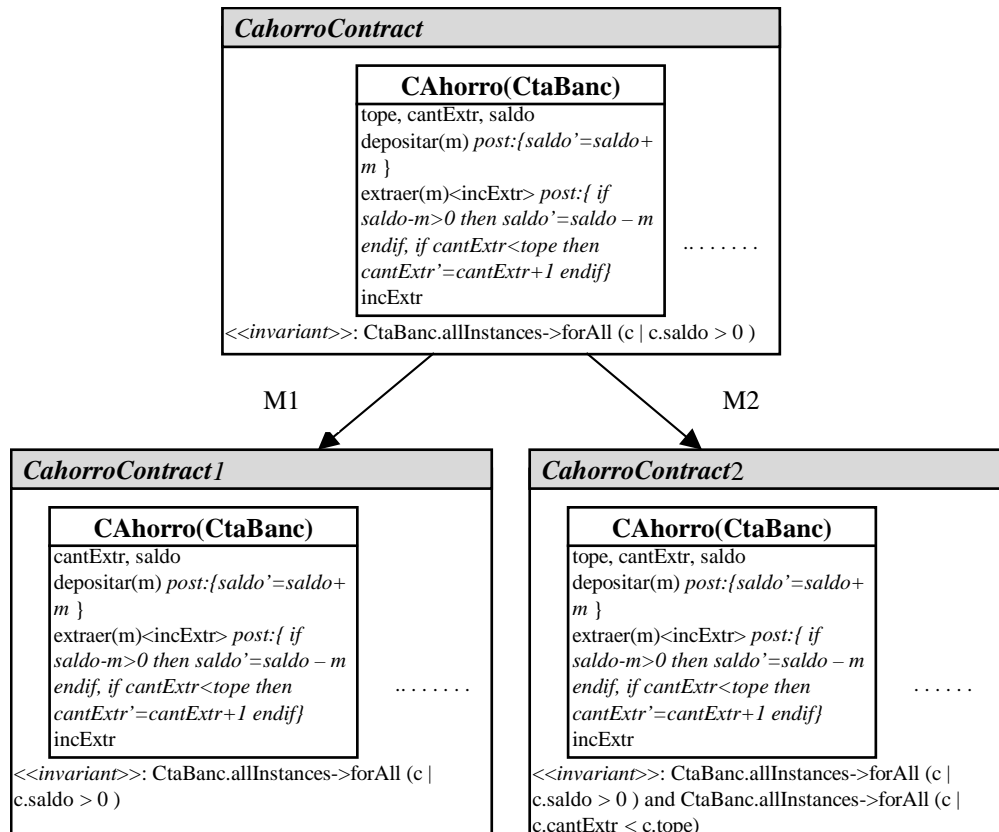 CahorroContract
CAhorro(CtaBanc)
tope, cantExtr, saldo
depositar(m) post:{saldo’=saldo+
m }
extraer(m)<incExtr> post:{ if
saldo-m>0 then saldo’=saldo – m
endif, if cantExtr<tope then
cantExtr’=cantExtr+1 endif}
incExtr
.. . . . . . .
<<invariant>>: CtaBanc.allInstances->forAll (c | c.saldo > 0 )
M1
M2
CahorroContract1
CAhorro(CtaBanc)
cantExtr, saldo
depositar(m) post:{saldo’=saldo+
m }
extraer(m)<incExtr> post:{ if
saldo-m>0 then saldo’=saldo – m
endif, if cantExtr<tope then
cantExtr’=cantExtr+1 endif}
incExtr
.. . . . . . .
<<invariant>>: CtaBanc.allInstances->forAll (c |
c.saldo > 0 )
CahorroContract2
CAhorro(CtaBanc)
tope, cantExtr, saldo
depositar(m) post:{saldo’=saldo+
m }
extraer(m)<incExtr> post:{ if
saldo-m>0 then saldo’=saldo – m
endif, if cantExtr<tope then
cantExtr’=cantExtr+1 endif}
incExtr
. . . . . .
<<invariant>>: CtaBanc.allInstances->forAll (c |
c.saldo > 0 ) and CtaBanc.allInstances->forAll (c |
c.cantExtr < c.tope)